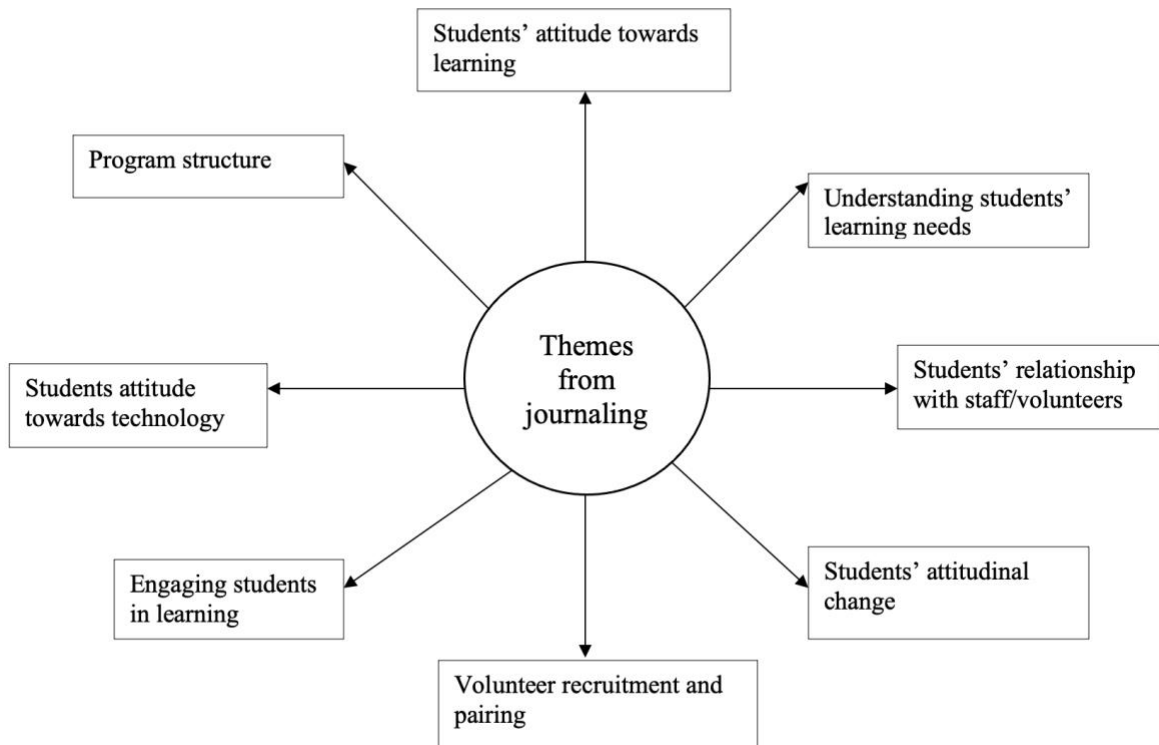 Students’ attitude towards
learning
Program structure
Understanding students’
learning needs
Themes
from
journaling
Students’ relationship
with staff/volunteers
Students attitude
towards technology
Engaging students
in learning
Students’ attitudinal
change
Volunteer recruitment and
pairing